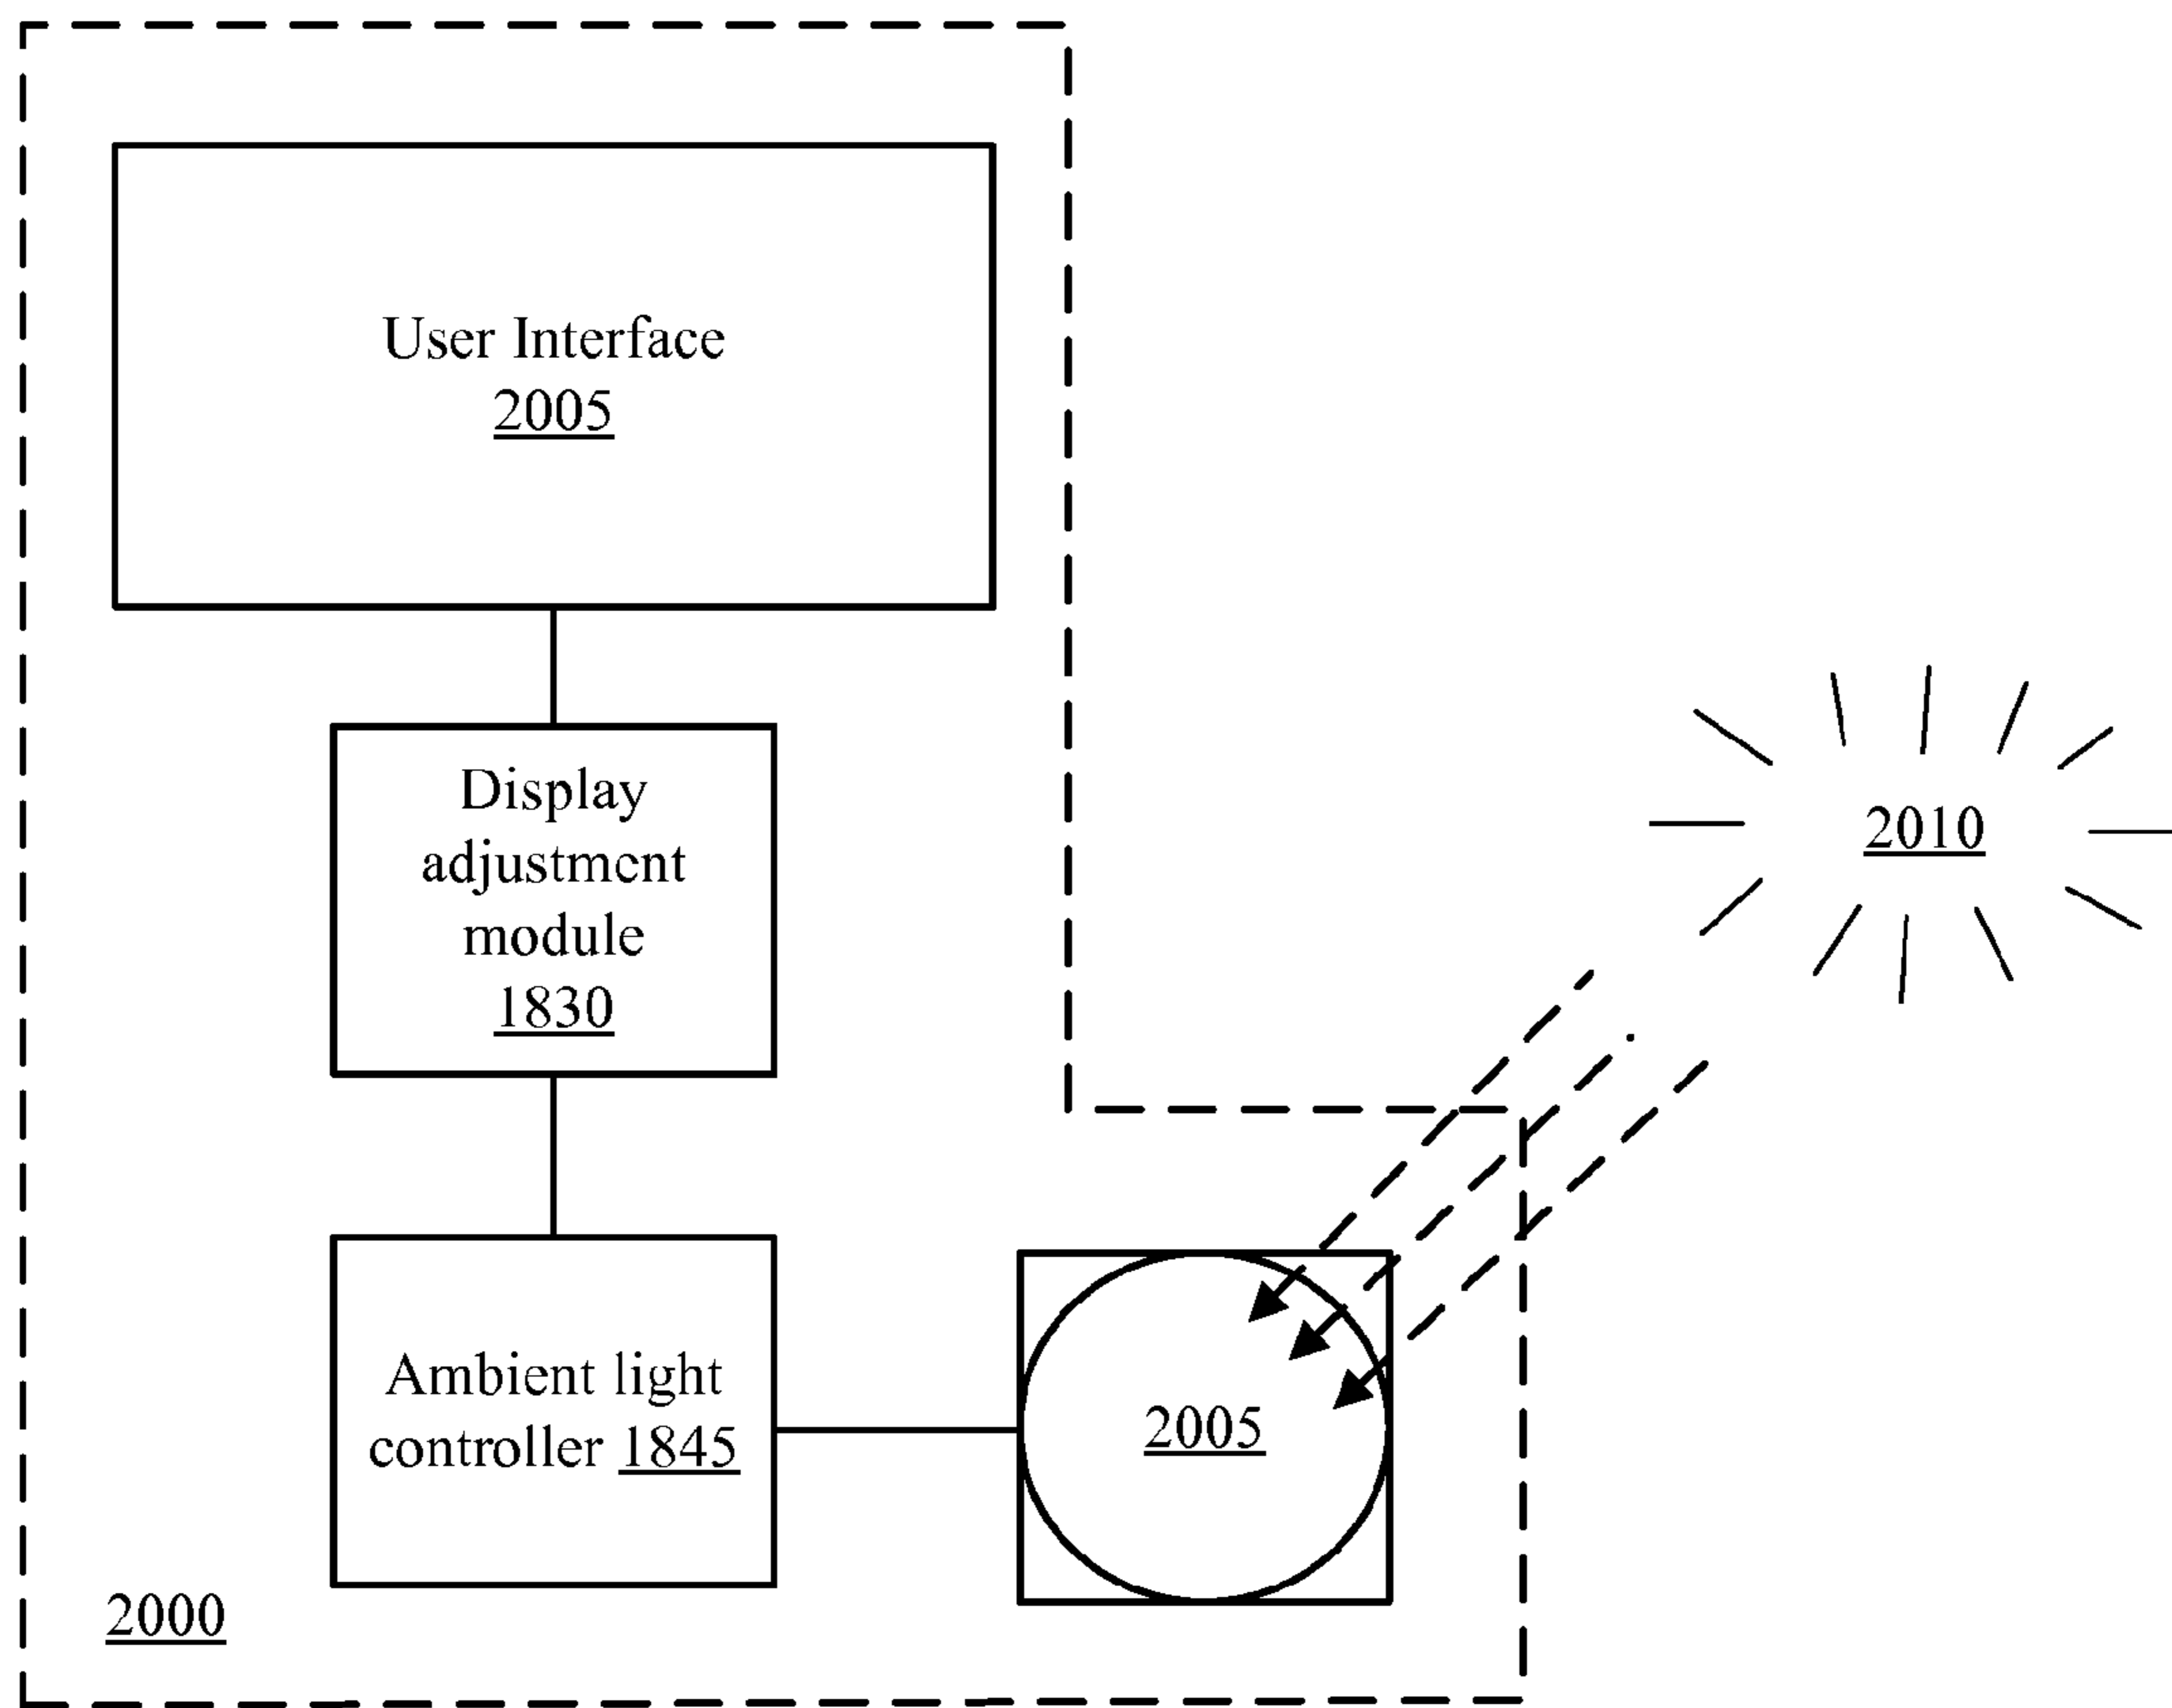 User Interface
2005
Display
adjustment
module
1830
2010
Ambient light
controller 1845
2005
2000